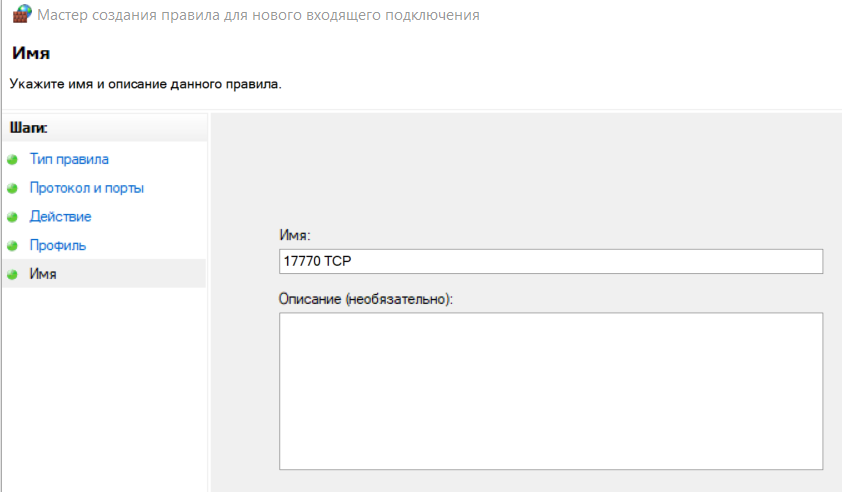 Мастер создания правила для нового входящего подключения
Имя
Укажите имя и описание данного правила.
Шаги:
Тип правила
Протокол и порты
Действие
Профиль
Имя
Имя:
17770 TCP
Описание (необязательно):